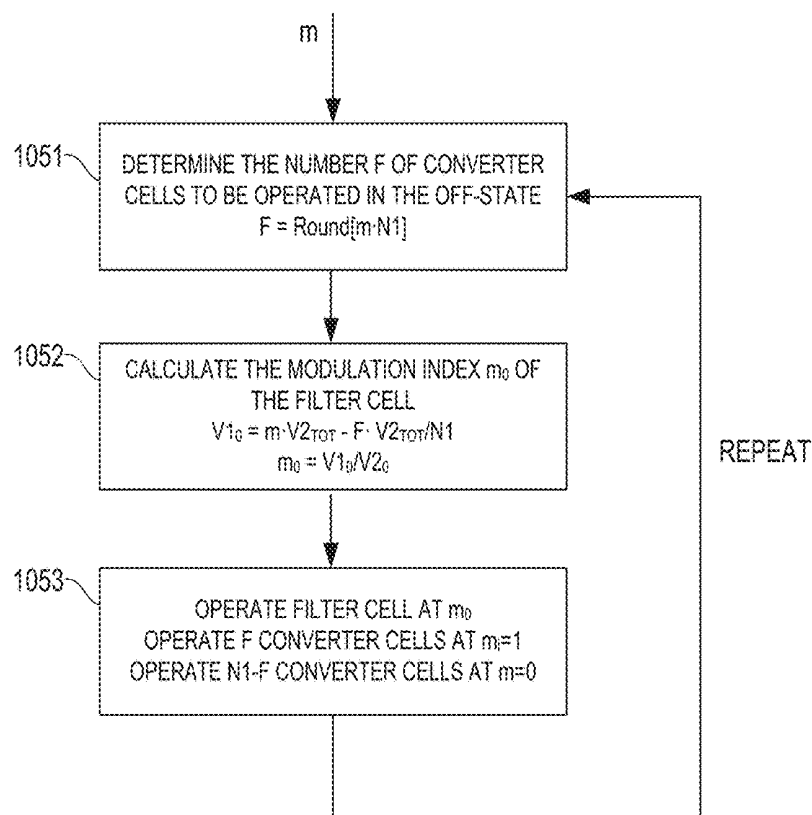 m
1051
DETERMINE THE NUMBER F OF CONVERTER
CELLS TO BE OPERATED IN THE OFF-STATE
F = Round[m·N1]
1052
CALCULATE THE MODULATION INDEX m₀ OF
THE FILTER CELL
V1₀ = m·V2TOT - F· V2TOT/N1
m₀ = V1₀/V2₀
REPEAT
1053
OPERATE FILTER CELL AT m₀
OPERATE F CONVERTER CELLS AT mᵢ=1
OPERATE N1-F CONVERTER CELLS AT m=0